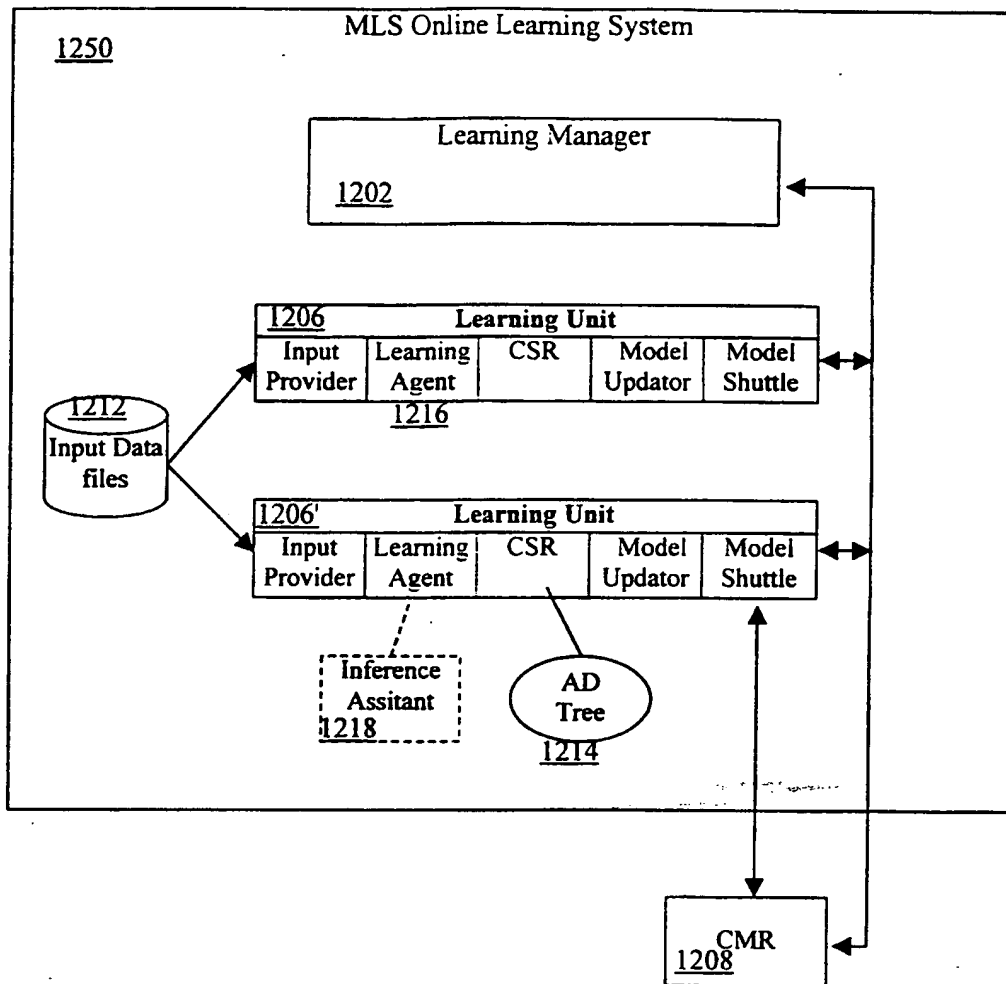 MLS Online Learning System
1250
Learning Manager
1202
1206 Learning Unit
Input Provider Learning Agent CSR Model Updator Model Shuttle
1216
1212
Input Data
files
1206' Learning Unit
Input Provider Learning Agent CSR Model Updator Model Shuttle
Inference
Assitant
1218
AD
Tree
1214
CMR
1208